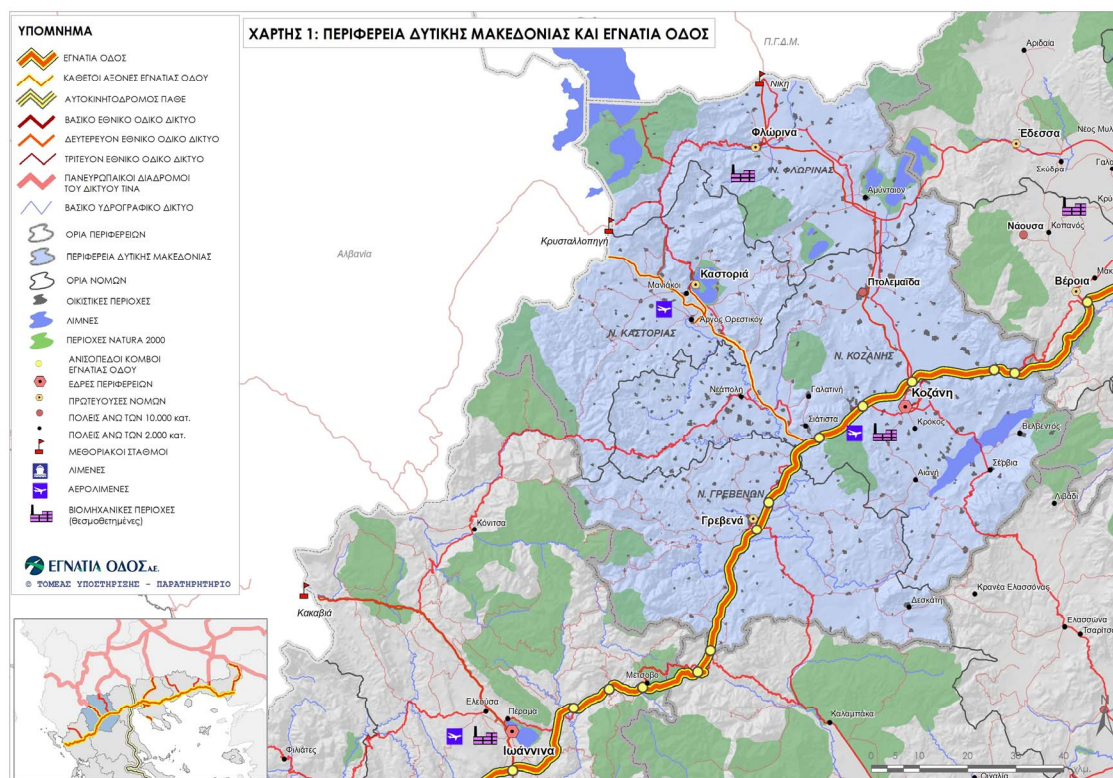 ΥΠΟΜΝΗΜΑ
ΕΓΝΑΤΙΑ ΟΔΟΣ
ΚΑΘΕΤΟΙ ΑΞΟΝΕΣ ΕΓΝΑΤΙΑΣ ΟΔΟΥ
ΑΥΤΟΚΙΝΗΤΟΔΡΟΜΟΣ ΠΑΘΕ
ΒΑΣΙΚΟ ΕΘΝΙΚΟ ΟΔΙΚΟ ΔΙΚΤΥΟ
ΔΕΥΤΕΡΕΥΟΝ ΕΘΝΙΚΟ ΟΔΙΚΟ ΔΙΚΤΥΟ
ΤΡΙΤΕΥΟΝ ΕΘΝΙΚΟ ΟΔΙΚΟ ΔΙΚΤΥΟ
ΠΑΝΕΥΡΩΠΑΙΚΟΙ ΔΙΑΔΡΟΜΟΙ
ΤΟΥ ΔΙΚΤΥΟΥ ΤΙΝΑ
ΒΑΣΙΚΟ ΥΔΡΟΓΡΑΦΙΚΟ ΔΙΚΤΥΟ
ΟΡΙΑ ΠΕΡΙΦΕΡΕΙΩΝ
ΠΕΡΙΦΕΡΕΙΑ ΔΥΤΙΚΗΣ ΜΑΚΕΔΟΝΙΑΣ
ΟΡΙΑ ΝΟΜΩΝ
ΟΙΚΙΣΤΙΚΕΣ ΠΕΡΙΟΧΕΣ
ΛΙΜΝΕΣ
ΠΕΡΙΟΧΕΣ NATURA 2000
ΑΝΙΣΟΠΕΔΟΙ ΚΟΜΒΟΙ
ΕΓΝΑΤΙΑΣ ΟΔΟΥ
ΕΔΡΕΣ ΠΕΡΙΦΕΡΕΙΩΝ
ΠΡΩΤΕΥΟΥΣΕΣ ΝΟΜΩΝ
ΠΟΛΕΙΣ ΑΝΩ ΤΩΝ 10.000 κατ.
ΠΟΛΕΙΣ ΑΝΩ ΤΩΝ 2.000 κατ.
ΜΕΘΟΡΙΑΚΟΙ ΣΤΑΘΜΟΙ
ΛΙΜΕΝΕΣ
ΑΕΡΟΛΙΜΕΝΕΣ
ΒΙΟΜΗΧΑΝΙΚΕΣ ΠΕΡΙΟΧΕΣ
(θεσμοθετημένες)
ΕΓΝΑΤΙΑ ΟΔΟΣ Α.Ε.
© ΤΟΜΕΑΣ ΥΠΟΣΤΗΡΙΞΗΣ - ΠΑΡΑΤΗΡΗΤΗΡΙΟ
ΧΑΡΤΗΣ 1: ΠΕΡΙΦΕΡΕΙΑ ΔΥΤΙΚΗΣ ΜΑΚΕΔΟΝΙΑΣ ΚΑΙ ΕΓΝΑΤΙΑ ΟΔΟΣ
Π.Γ.Δ.Μ.
Αριδαία
Νίκη
Φλώρινα
Έδεσσα
Σκύδρα
Ν. ΦΛΩΡΙΝΑΣ
Αμύνταιον
Κρυσταλλοπηγή
Νάουσα
Κοπανός
Αλβανία
Καστοριά
Μανιάκοι
Πτολεμαΐδα
Βέροια
Άργος Ορεστικόν
Ν. ΚΑΣΤΟΡΙΑΣ
Ν. ΚΟΖΑΝΗΣ
Νεάπολη
Γαλατινή
Κοζάνη
Σιάτιστα
Κρόκος
Βελβεντός
Αιανή
Σέρβια
Ν. ΓΡΕΒΕΝΩΝ
Λιβάδι
Γρεβενά
Κόνιτσα
Κακαβιά
Δεσκάτη
Κρανέα Ελασσόνας
Ελασσώνα
Μέτσοβο
Ελεούσα
Πέραμα
Καλαμπάκα
Ιωάννινα
Φιλιάτες
0 5 10 20 30 40
χλμ.